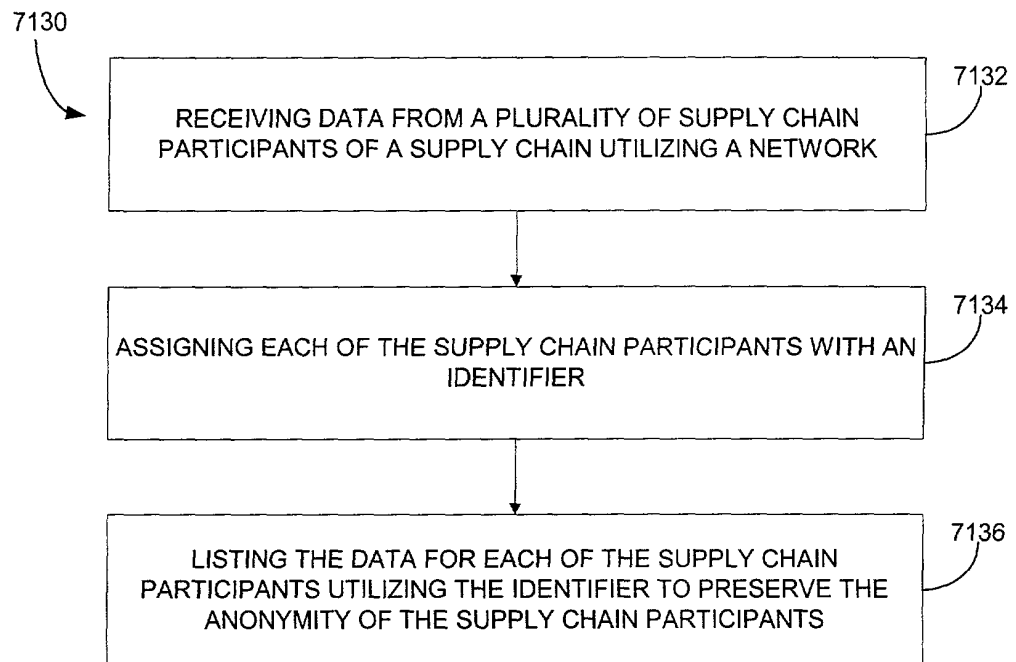 7130
7132
RECEIVING DATA FROM A PLURALITY OF SUPPLY CHAIN
PARTICIPANTS OF A SUPPLY CHAIN UTILIZING A NETWORK
7134
ASSIGNING EACH OF THE SUPPLY CHAIN PARTICIPANTS WITH AN
IDENTIFIER
7136
LISTING THE DATA FOR EACH OF THE SUPPLY CHAIN
PARTICIPANTS UTILIZING THE IDENTIFIER TO PRESERVE THE
ANONYMITY OF THE SUPPLY CHAIN PARTICIPANTS